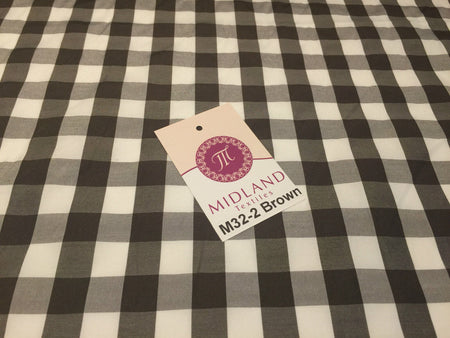 M
MIDLAND
Textiles
M32-2 Brown